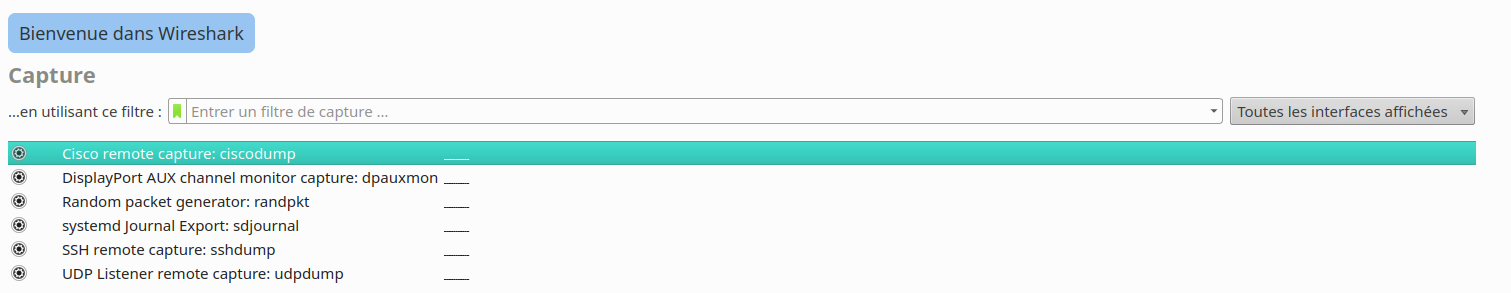 Bienvenue dans Wireshark
Capture
...en utilisant ce filtre : Entrer un filtre de capture ... Toutes les interfaces affichées
Cisco remote capture: ciscodump
DisplayPort AUX channel monitor capture: dpauxmon
Random packet generator: randpkt
systemd Journal Export: sdjournal
SSH remote capture: sshdump
UDP Listener remote capture: udpdump